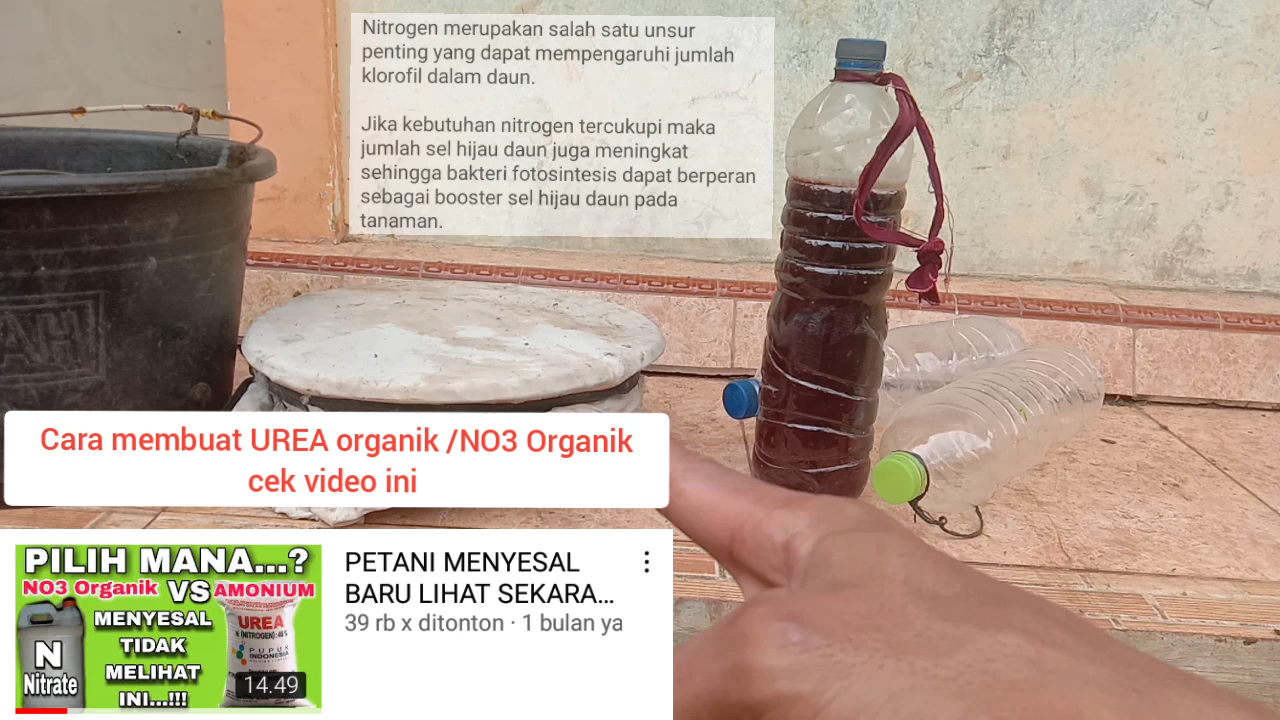 Nitrogen merupakan salah satu unsur
penting yang dapat mempengaruhi jumlah
klorofil dalam daun.
Jika kebutuhan nitrogen tercukupi maka
jumlah sel hijau daun juga meningkat
sehingga bakteri fotosintesis dapat berperan
sebagai booster sel hijau daun pada
tanaman.
AH
Cara membuat UREA organik /NO3 Organik
cek video ini
PILIH MANA...?
NO3 Organik VS AMONIUM
MENYESAL
TIDAK
MELIHAT
INI...!!!
N
Nitrate
UREA
N (NITROGEN): 46 %
PUPUK
INDONESIA
14.49
PETANI MENYESAL
BARU LIHAT SEKARA...
39 rb x ditonton · 1 bulan ya